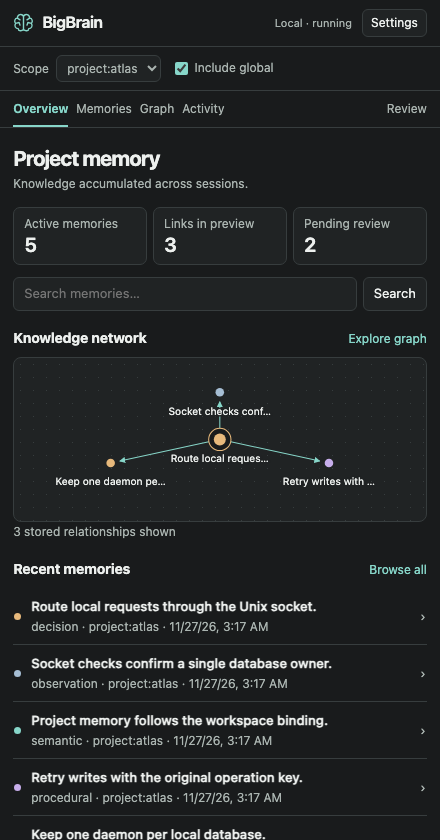 BigBrain
Local · running
Settings
Scope
project:atlas
Include global
Overview
Memories
Graph
Activity
Review
Project memory
Knowledge accumulated across sessions.
Active memories
5
Links in preview
3
Pending review
2
Search memories...
Search
Knowledge network
Explore graph
Socket checks conf...
Route local reques...
Keep one daemon pe...
Retry writes with ...
3 stored relationships shown
Recent memories
Browse all
Route local requests through the Unix socket.
decision · project:atlas · 11/27/26, 3:17 AM
Socket checks confirm a single database owner.
observation · project:atlas · 11/27/26, 3:17 AM
Project memory follows the workspace binding.
semantic · project:atlas · 11/27/26, 3:17 AM
Retry writes with the original operation key.
procedural · project:atlas · 11/27/26, 3:17 AM
Keep one daemon per local database.